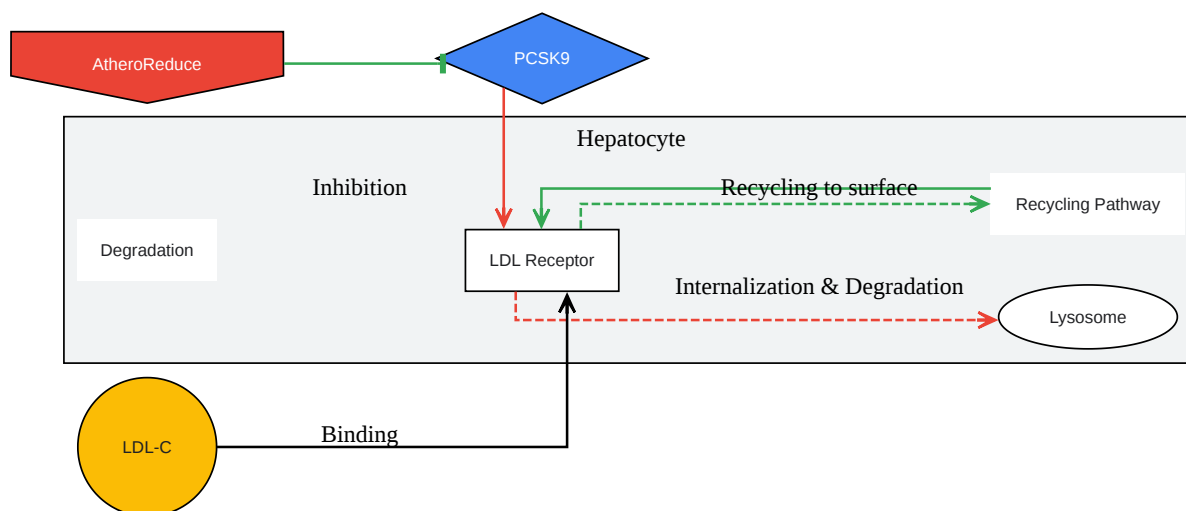 AtheroReduce
PCSK9
Hepatocyte
Inhibition
Recycling to surface
Recycling Pathway
Degradation
LDL Receptor
Internalization & Degradation
Lysosome
Binding
LDL-C